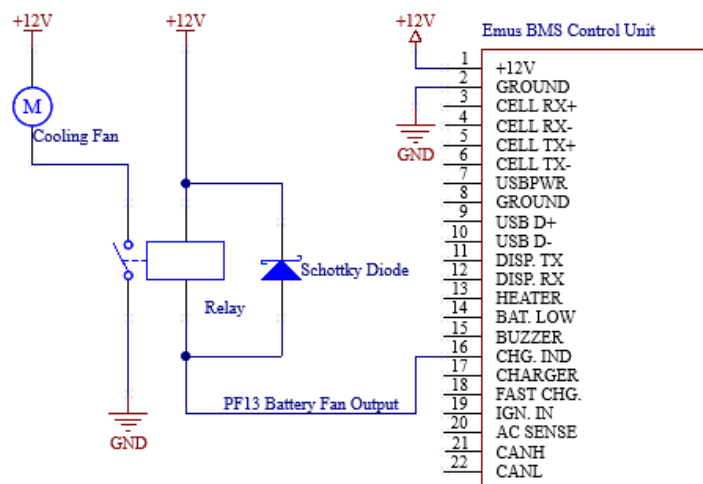 +12V
+12V
+12V
Emus BMS Control Unit
M
Cooling Fan
GND
1 +12V
2 GROUND
3 CELL RX+
4 CELL RX-
5 CELL TX+
6 CELL TX-
7 USBPWR
8 GROUND
9 USB D+
10 USB D-
11 DISP. TX
12 DISP. RX
13 HEATER
14 BAT. LOW
15 BUZZER
16 CHG. IND
17 CHARGER
18 FAST CHG.
19 IGN. IN
20 AC SENSE
21 CANH
22 CANL
Schottky Diode
Relay
PF13 Battery Fan Output
GND